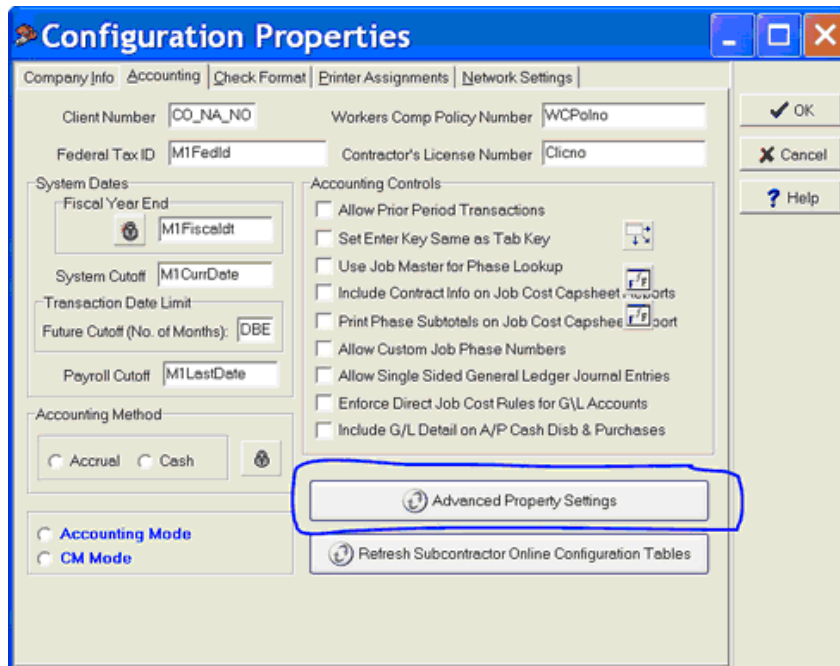 Configuration Properties
Company Info Accounting Check Format Printer Assignments Network Settings
Client Number CO_NA_NO Workers Comp Policy Number WCPolno
Federal Tax ID M1FedId Contractor's License Number Clicno
System Dates
Fiscal Year End
M1Fiscaldt
System Cutoff M1CurrDate
Transaction Date Limit
Future Cutoff (No. of Months): DBE
Payroll Cutoff M1LastDate
Accounting Method
Accrual Cash
Accounting Mode
CM Mode
Accounting Controls
Allow Prior Period Transactions
Set Enter Key Same as Tab Key
Use Job Master for Phase Lookup
Include Contract Info on Job Cost Capsheet
Print Phase Subtotals on Job Cost Capsheet
Allow Custom Job Phase Numbers
Allow Single Sided General Ledger Journal Entries
Enforce Direct Job Cost Rules for G\L Accounts
Include G/L Detail on A/P Cash Disb & Purchases
Advanced Property Settings
Refresh Subcontractor Online Configuration Tables
OK
Cancel
? Help